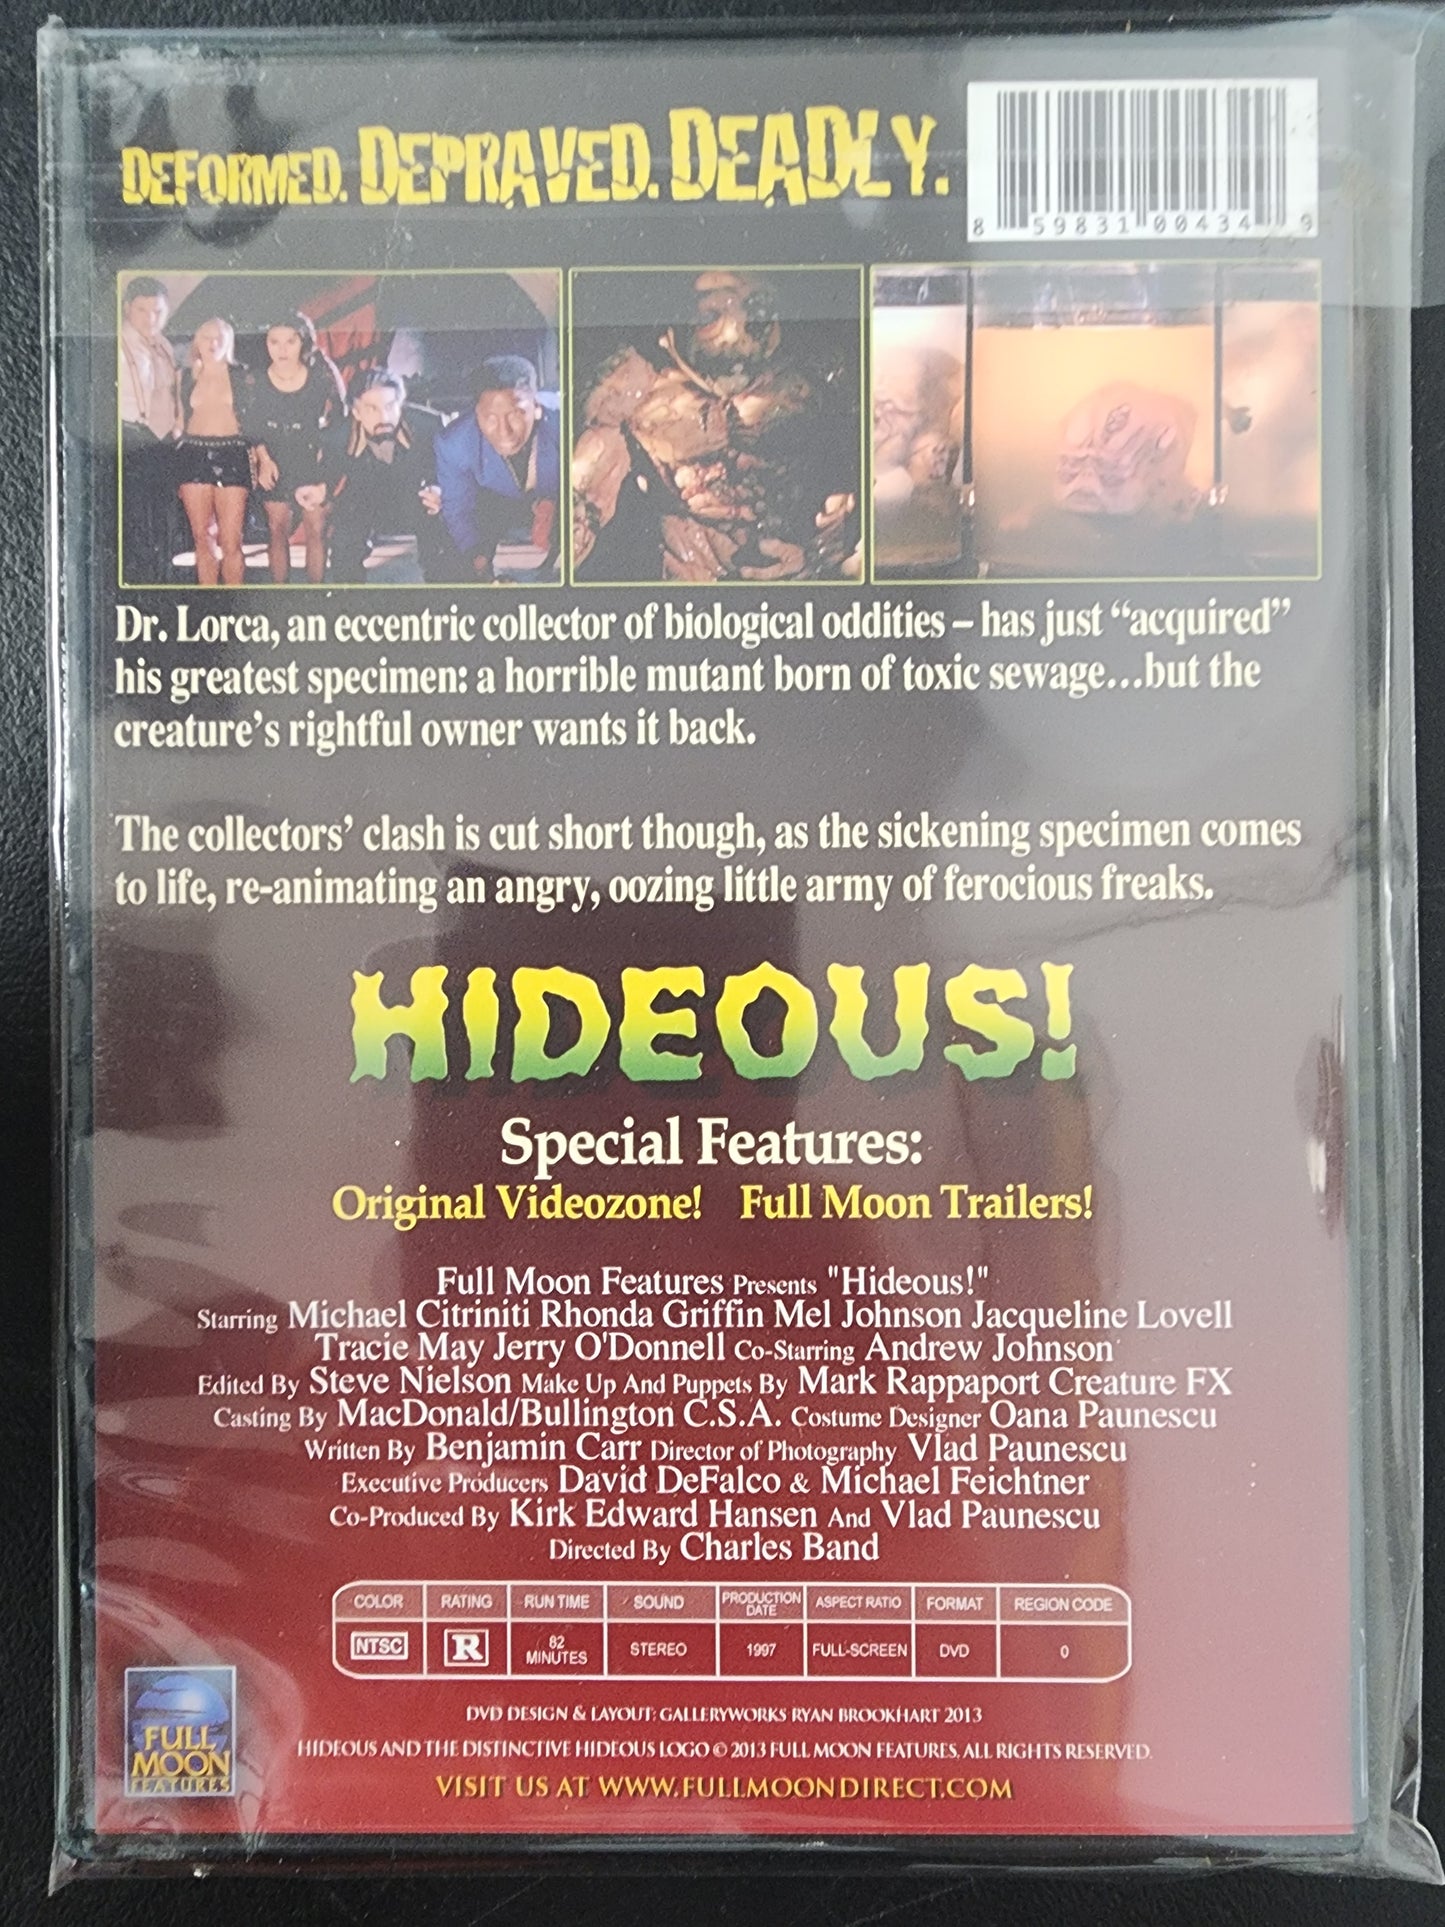 DEFORMED. DEPRAVED. DEADLY.
8 59831 00434 9
Dr. Lorca, an eccentric collector of biological oddities – has just “acquired”
his greatest specimen: a horrible mutant born of toxic sewage...but the
creature’s rightful owner wants it back.
The collectors’ clash is cut short though, as the sickening specimen comes
to life, re-animating an angry, oozing little army of ferocious freaks.
HIDEOUS!
Special Features:
Original Videozone! Full Moon Trailers!
Full Moon Features Presents "Hideous!"
Starring Michael Citriniti Rhonda Griffin Mel Johnson Jacqueline Lovell
Tracie May Jerry O'Donnell Co-Starring Andrew Johnson
Edited By Steve Nielson Make Up And Puppets By Mark Rappaport Creature FX
Casting By MacDonald/Bullington C.S.A. Costume Designer Oana Paunescu
Written By Benjamin Carr Director of Photography Vlad Paunescu
Executive Producers David DeFalco & Michael Feichtner
Co-Produced By Kirk Edward Hansen And Vlad Paunescu
Directed By Charles Band
COLOR RATING RUN TIME SOUND PRODUCTION DATE ASPECT RATIO FORMAT REGION CODE
NTSC R 82 MINUTES STEREO 1997 FULL-SCREEN DVD 0
FULL MOON FEATURES
DVD DESIGN & LAYOUT: GALLERYWORKS RYAN BROOKHART 2013
HIDEOUS AND THE DISTINCTIVE HIDEOUS LOGO © 2013 FULL MOON FEATURES, ALL RIGHTS RESERVED.
VISIT US AT WWW.FULLMOONDIRECT.COM